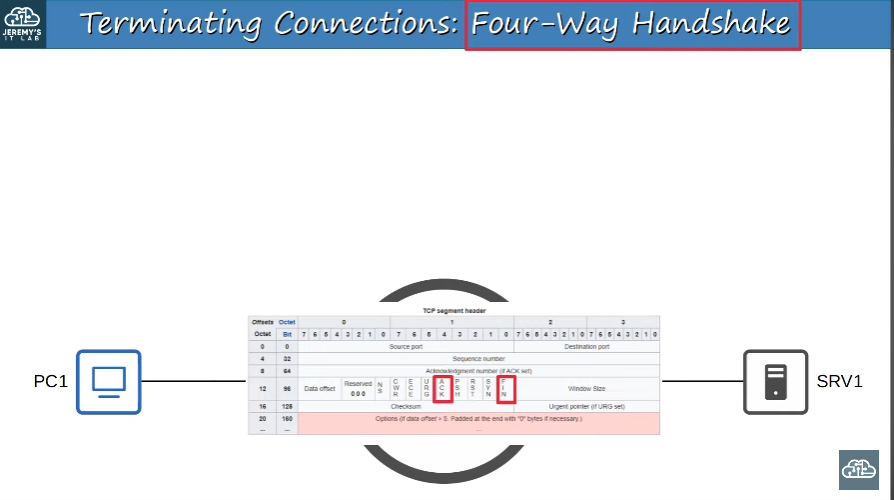 JEREMY'S
IT LAB
Terminating Connections: Four-Way Handshake
TCP segment header
Offsets Octet 0 1 2 3
Octet Bit 7 6 5 4 3 2 1 0 7 6 5 4 3 2 1 0 7 6 5 4 3 2 1 0 7 6 5 4 3 2 1 0
0 0 Source port Destination port
4 32 Sequence number
8 64 Acknowledgment number (if ACK set)
12 96 Data offset Reserved 0 0 0 NS CWR ECE URG ACK PSH RST SYN FIN Window Size
16 128 Checksum Urgent pointer (if URG set)
20 160 Options (if data offset > 5. Padded at the end with "0" bytes if necessary.)
... ... ...
PC1
SRV1